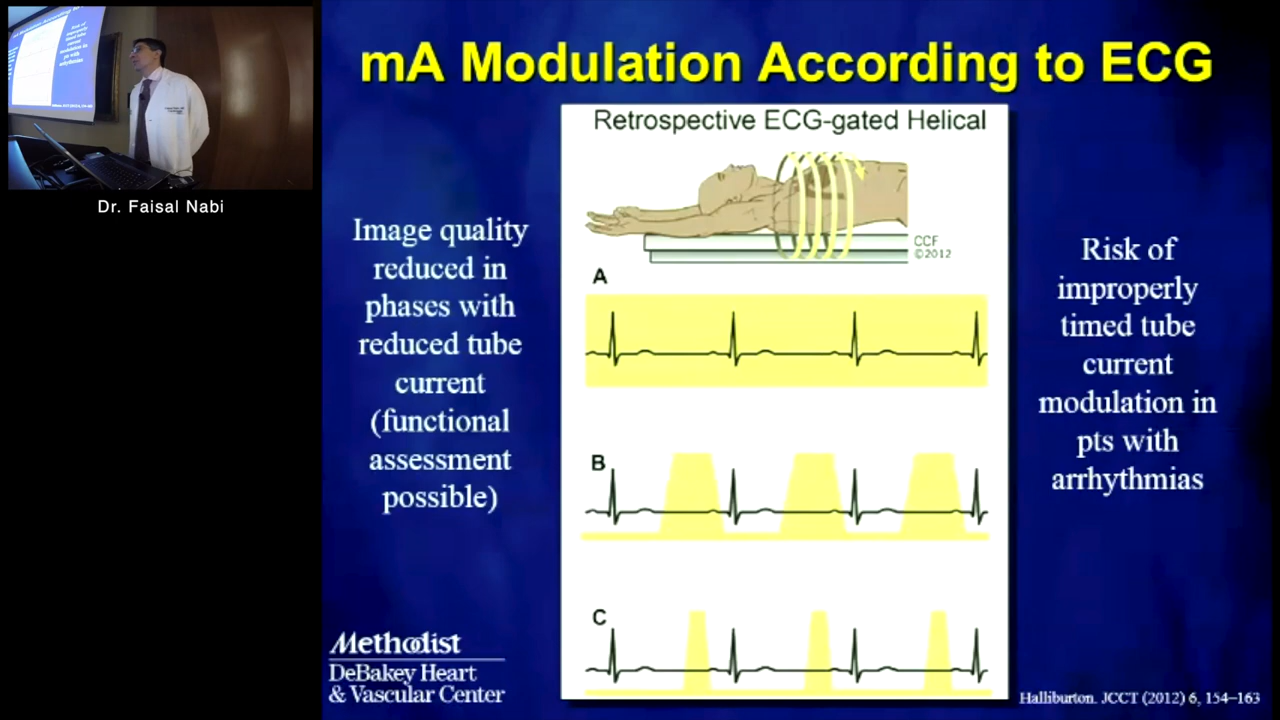 mA Modulation According to ECG
Dr. Faisal Nabi
Image quality
reduced in
phases with
reduced tube
current
(functional
assessment
possible)
Retrospective ECG-gated Helical
CCF
©2012
A
B
C
Risk of
improperly
timed tube
current
modulation in
pts with
arrhythmias
Methodist
DeBakey Heart
& Vascular Center
Halliburton. JCCT (2012) 6, 154–163